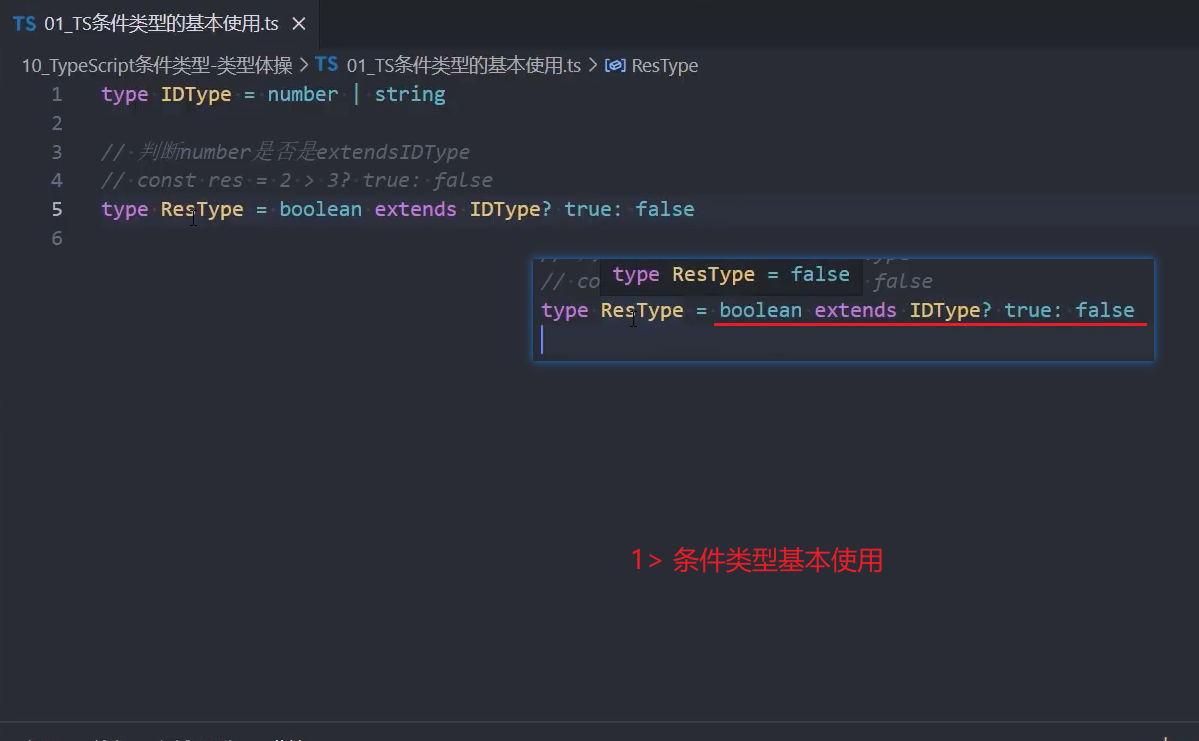 TS 01_TS条件类型的基本使用.ts ×
10_TypeScript条件类型-类型体操 > TS 01_TS条件类型的基本使用.ts > ResType
1 type IDType = number | string
2
3 // 判断number是否是extendsIDType
4 // const res = 2 > 3? true: false
5 type ResType = boolean extends IDType? true: false
6
type ResType = false
// co false
type ResType = boolean extends IDType? true: false
1> 条件类型基本使用